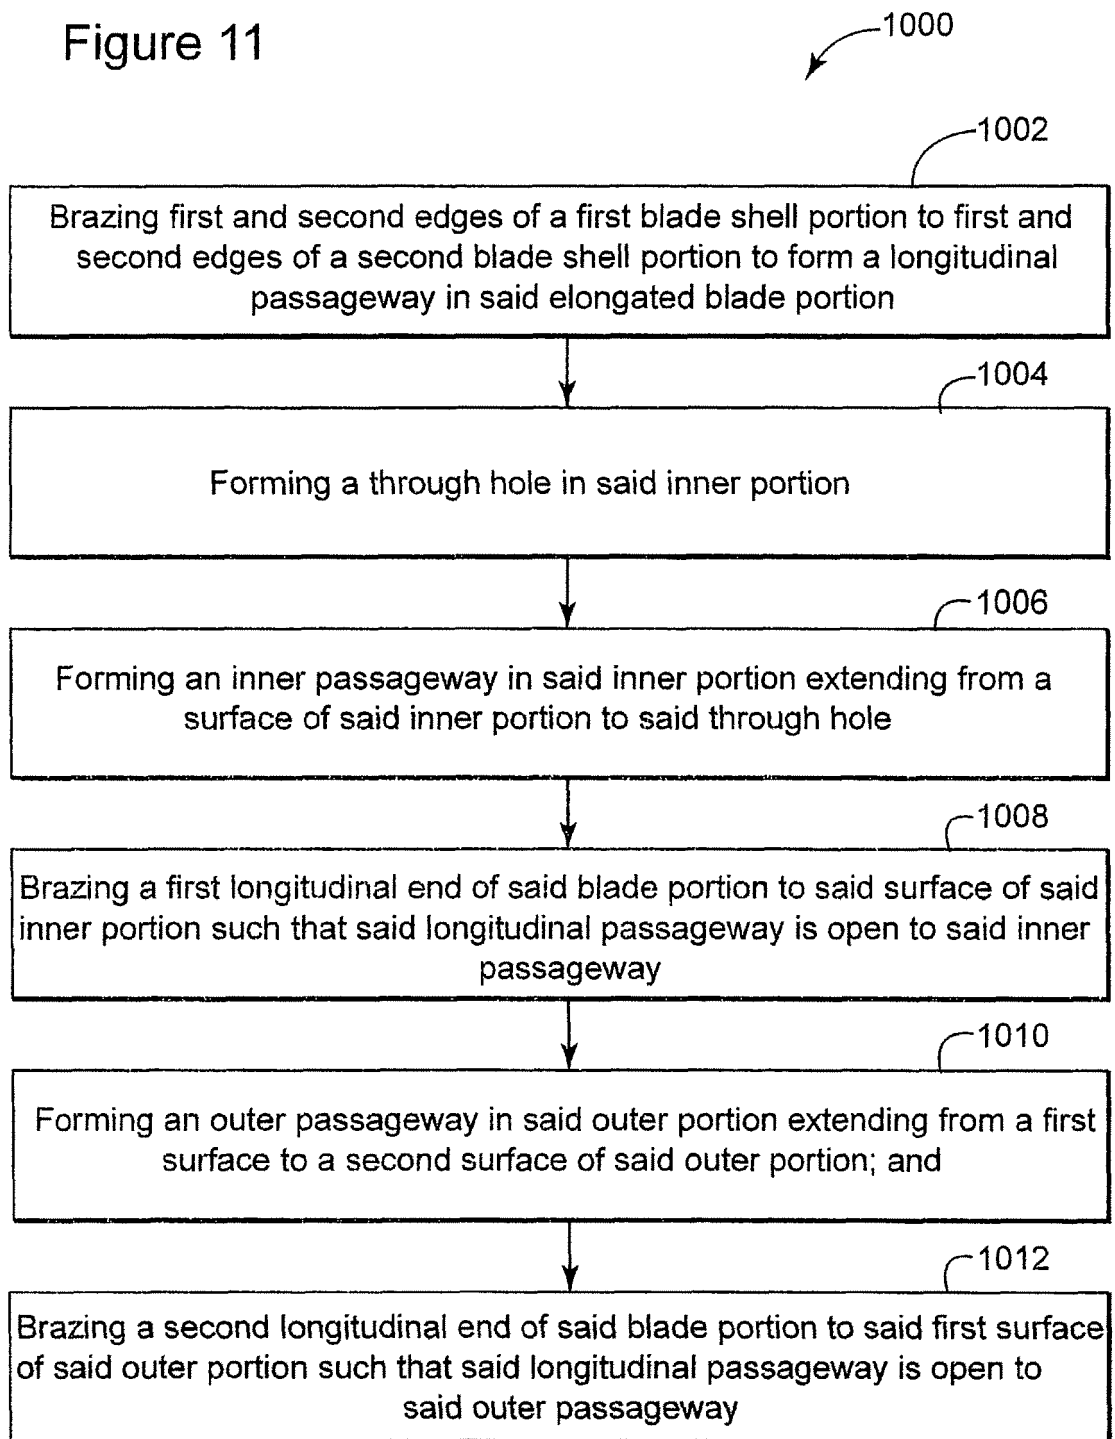 Figure 11
1000
1002
Brazing first and second edges of a first blade shell portion to first and
second edges of a second blade shell portion to form a longitudinal
passageway in said elongated blade portion
1004
Forming a through hole in said inner portion
1006
Forming an inner passageway in said inner portion extending from a
surface of said inner portion to said through hole
1008
Brazing a first longitudinal end of said blade portion to said surface of said
inner portion such that said longitudinal passageway is open to said inner
passageway
1010
Forming an outer passageway in said outer portion extending from a first
surface to a second surface of said outer portion; and
1012
Brazing a second longitudinal end of said blade portion to said first surface
of said outer portion such that said longitudinal passageway is open to
said outer passageway